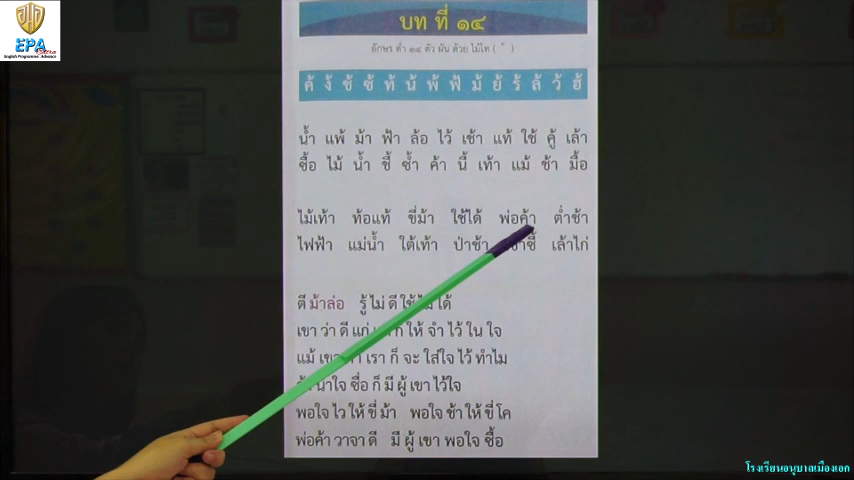 EPA
English Programme Advance
บท ที่ ๑๔
อักษร ต่ำ ๑๔ ตัว ผัน ด้วย ไม้โท ( ้ )
ค้ ง้ ช้ ซ้ ท้ น้ พ้ ฟ้ ม้ ย้ ร้ ล้ ว้ ฮ้
น้ำ แพ้ ม้า ฟ้า ล้อ ไว้ เช้า แท้ ใช้ คู้ เล้า
ซื้อ ไม้ น้ำ ชี้ ซ้ำ ค้า นี้ เท้า แม้ ช้า มื้อ
ไม้เท้า ท้อแท้ ขี่ม้า ใช้ได้ พ่อค้า ต่ำช้า
ไฟฟ้า แม่น้ำ ใต้เท้า ป่าช้า เล้าไก่
ตี ม้าล่อ รู้ ไม่ ดี ได้
เขา ว่า ดี แก่ ก็ ให้ จำ ไว้ ใน ใจ
แม้ เรา ก็ จะ ใส่ใจ ไว้ ทำไม
น้ำใจ ซื่อ ก็ มี ผู้ เขา ไว้ใจ
พอใจ ไว ให้ ขี่ ม้า พอใจ ช้า ให้ ขี่ โค
พ่อค้า วาจา ดี มี ผู้ เขา พอใจ ซื้อ
โรงเรียนอนุบาลเมืองเอก